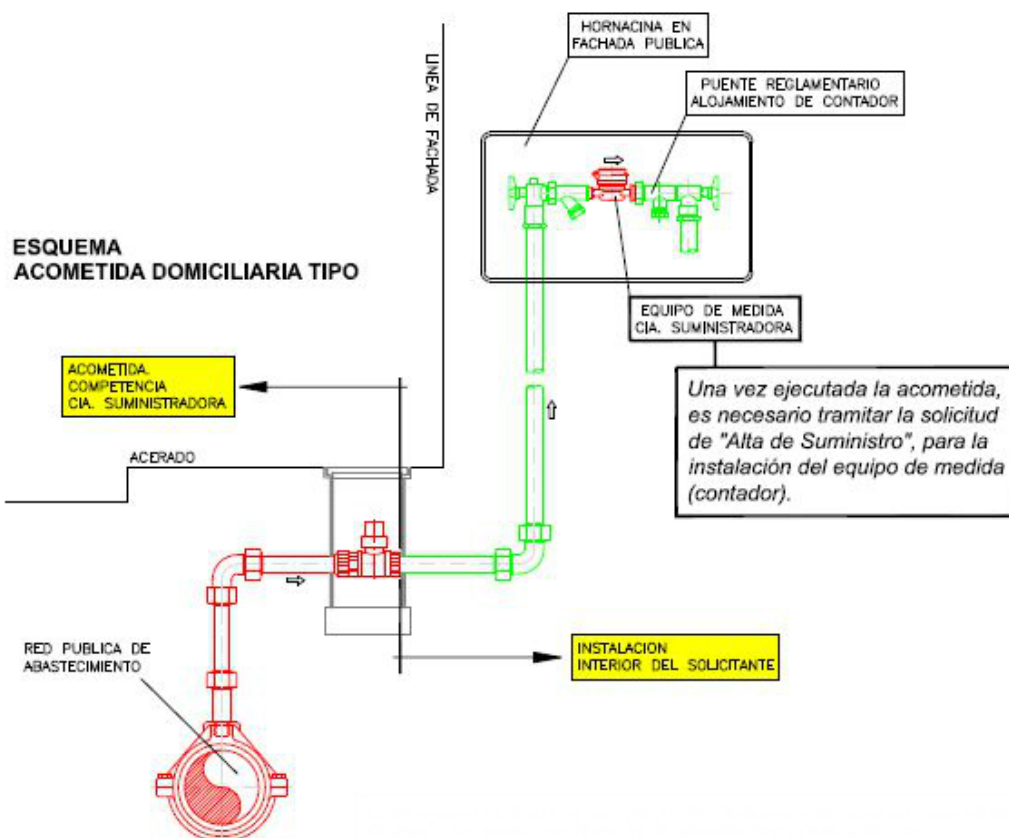 HORNACINA EN
FACHADA PUBLICA
LINEA DE FACHADA
PUENTE REGLAMENTARIO
ALOJAMIENTO DE CONTADOR
ESQUEMA
ACOMETIDA DOMICILIARIA TIPO
EQUIPO DE MEDIDA
CIA. SUMINISTRADORA
ACOMETIDA.
COMPETENCIA
CIA. SUMINISTRADORA
Una vez ejecutada la acometida,
es necesario tramitar la solicitud
de "Alta de Suministro", para la
instalación del equipo de medida
(contador).
ACERADO
RED PUBLICA DE
ABASTECIMIENTO
INSTALACION
INTERIOR DEL SOLICITANTE